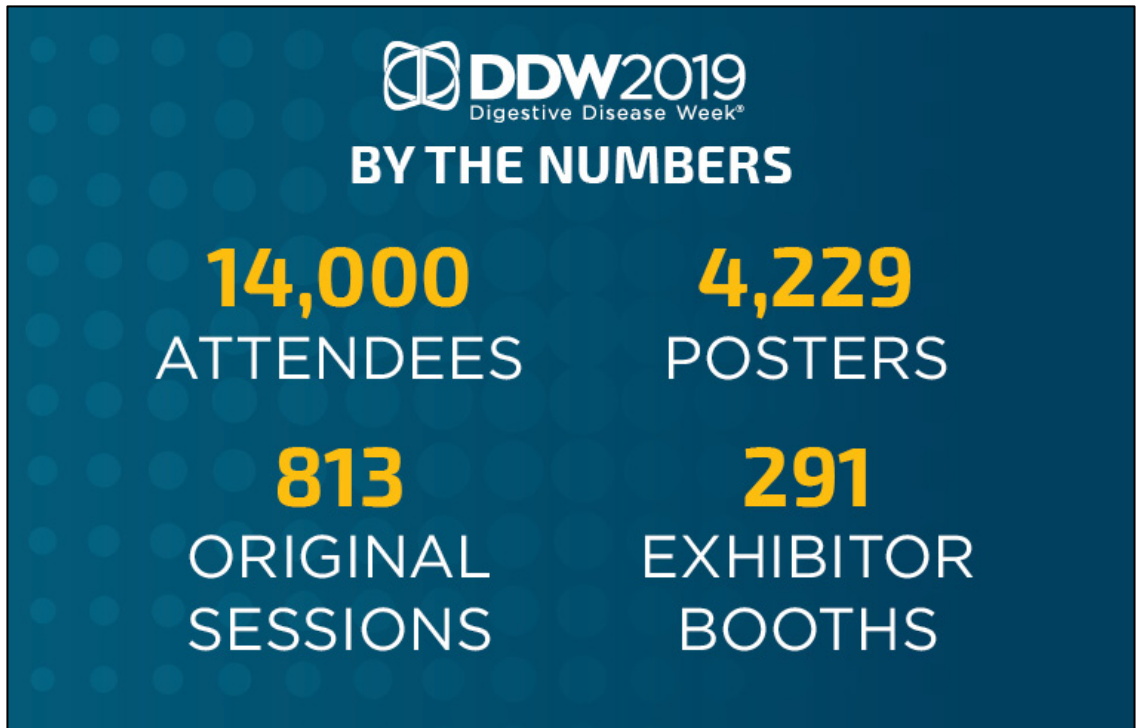 DDW2019
Digestive Disease Week®
BY THE NUMBERS
14,000
ATTENDEES
4,229
POSTERS
813
ORIGINAL
SESSIONS
291
EXHIBITOR
BOOTHS